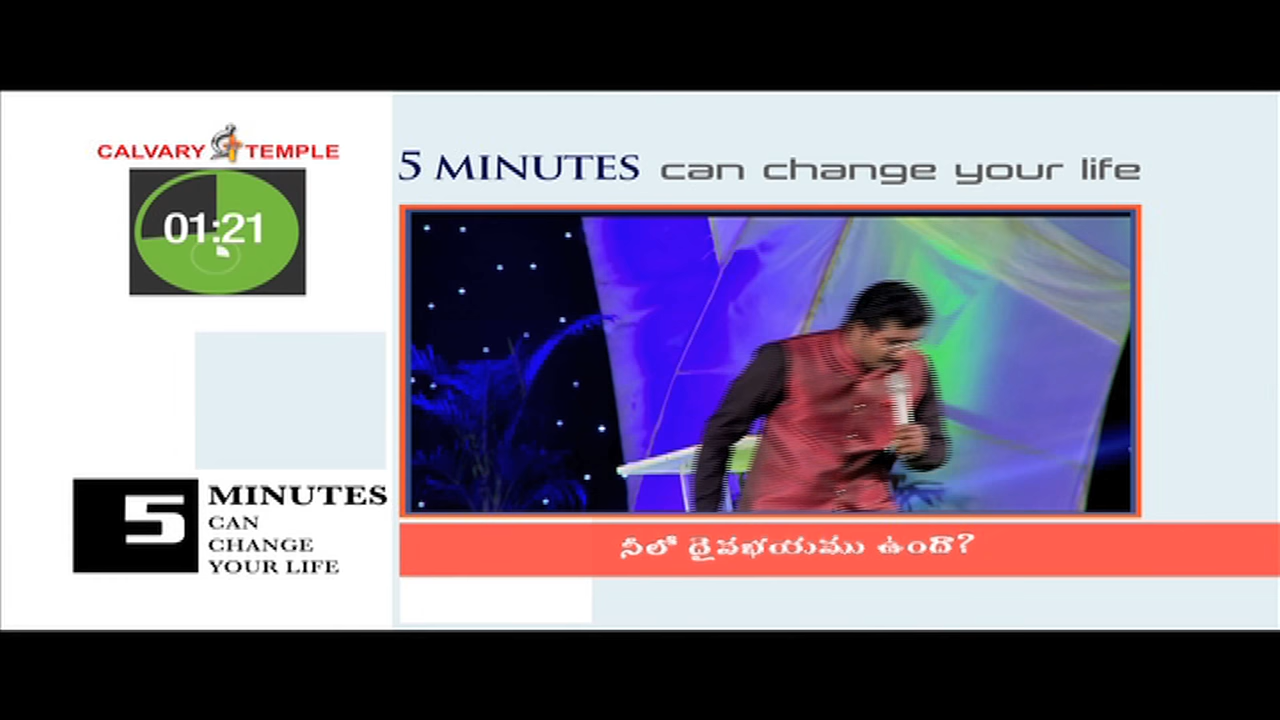 CALVARY TEMPLE
01:21
5 MINUTES can change your life
5 MINUTES
CAN
CHANGE
YOUR LIFE
నీలో దైవభయము ఉందా?